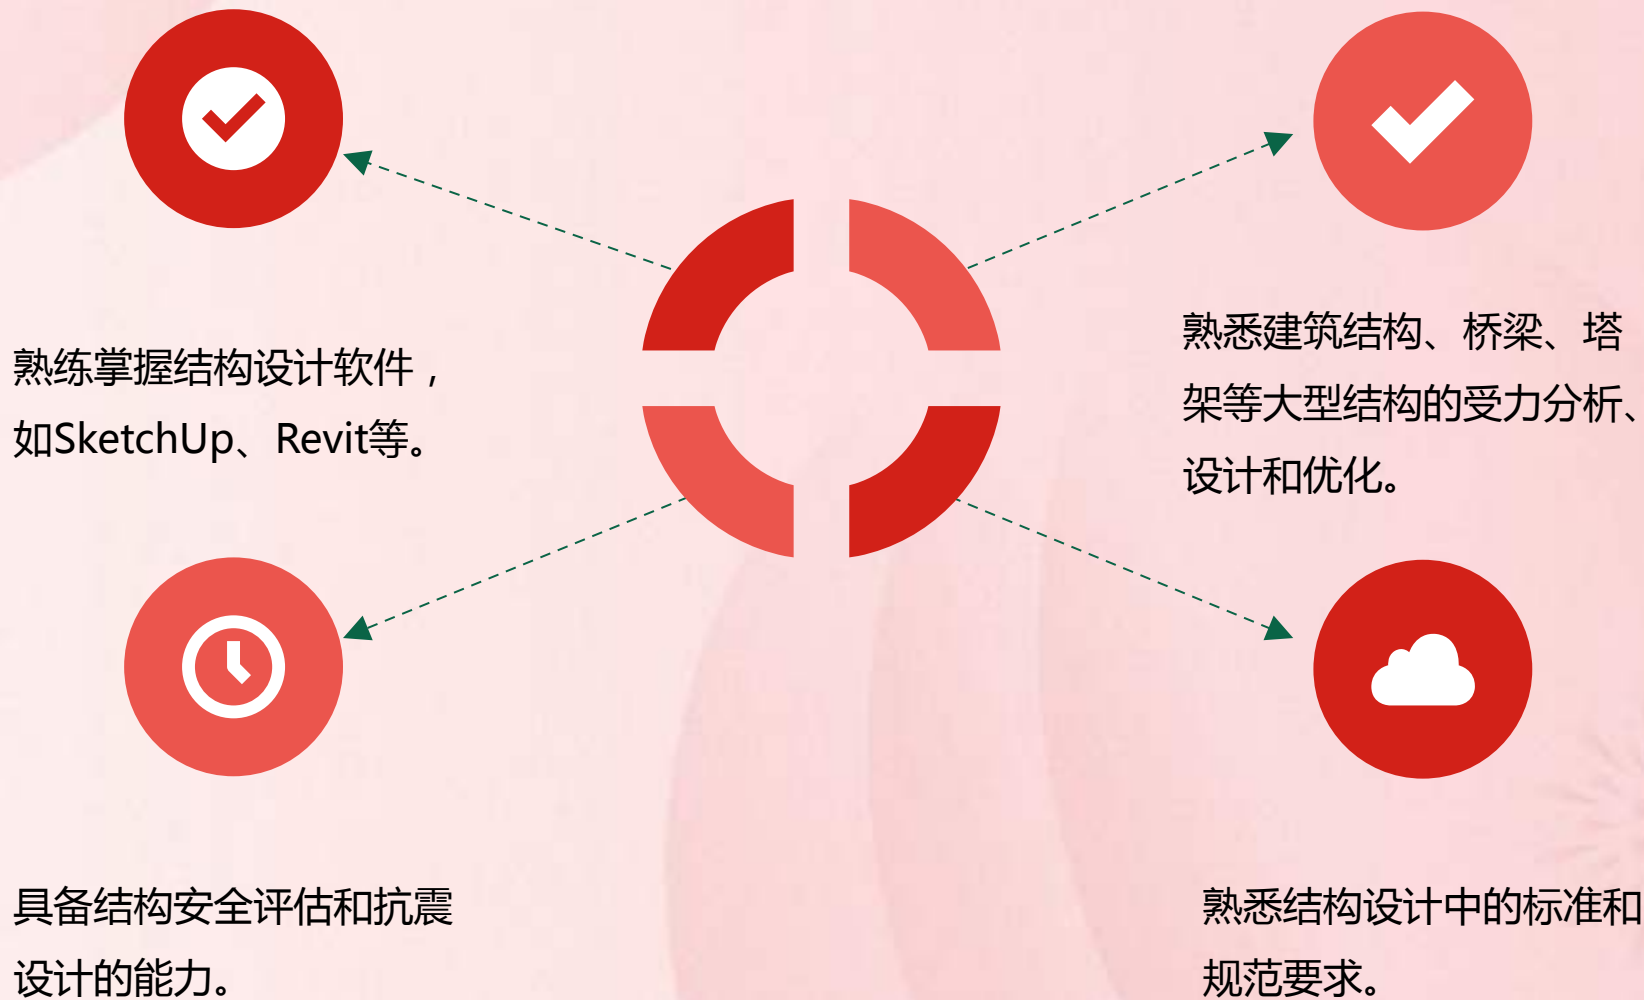 熟练掌握结构设计软件，
如SketchUp、Revit等。
熟悉建筑结构、桥梁、塔
架等大型结构的受力分析、
设计和优化。
具备结构安全评估和抗震
设计的能力。
熟悉结构设计中的标准和
规范要求。